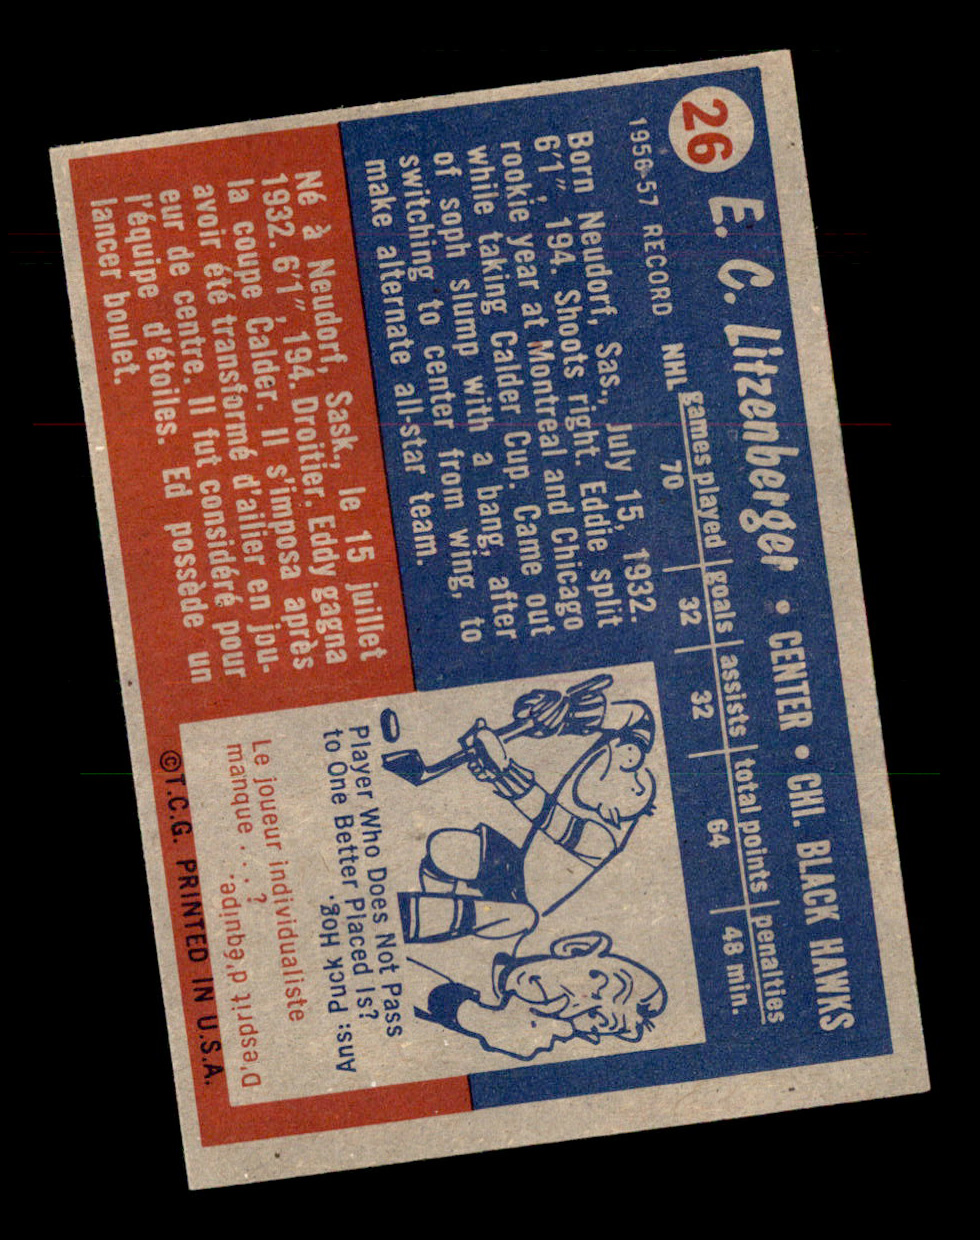 26
E. C. Litzenberger • CENTER • CHI. BLACK HAWKS
1956-57 RECORD
games played | goals | assists | total points | penalties
NHL 70 32 32 64 48 min.
Born Neudorf, Sas., July 15, 1932.
6'1", 194. Shoots right. Eddie split
rookie year at Montreal and Chicago
while taking Calder Cup. Came out
of soph slump with a bang, after
switching to center from wing, to
make alternate all-star team.
Né à Neudorf, Sask., le 15 juillet
1932. 6'1", 194. Droitier. Eddy gagna
la coupe Calder. Il s'imposa après
avoir été transformé d'ailier en jou-
eur de centre. Il fut considéré pour
l'équipe d'étoiles. Ed possède un
lancer boulet.
Player Who Does Not Pass
to One Better Placed Is?
Ans: Puck Hog.
Le joueur individualiste
manque . . . ?
D'esprit d'équipe.
©T.C.G. PRINTED IN U.S.A.